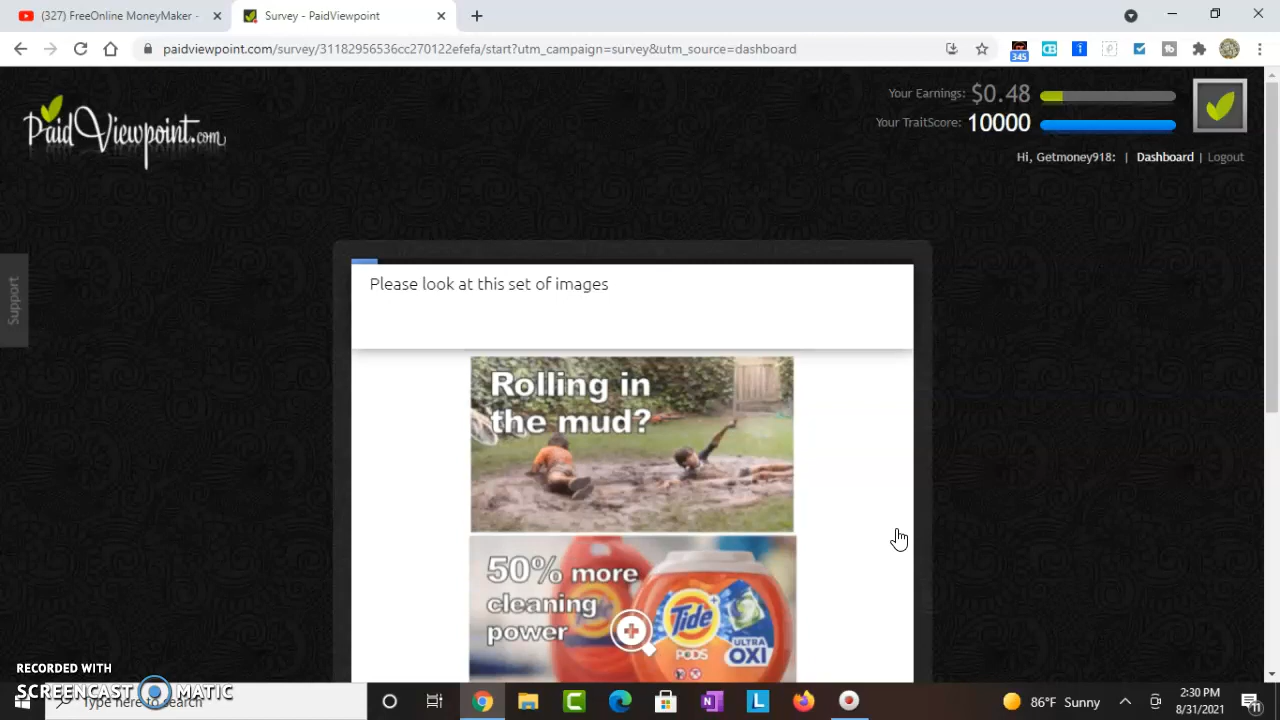 (327) FreeOnline MoneyMaker -
Survey - PaidViewpoint
paidviewpoint.com/survey/31182956536cc270122efefa/start?utm_campaign=survey&utm_source=dashboard
345
CB
PaidViewpoint.com
Your Earnings: $0.48
Your TraitScore: 10000
Hi, Getmoney918: | Dashboard | Logout
Support
Please look at this set of images
Rolling in
the mud?
50% more
cleaning
power
Tide+
PODS
ULTRA
OXI
RECORDED WITH
SCREENCAST MATIC
Type here to search
86°F Sunny
2:30 PM
8/31/2021
11